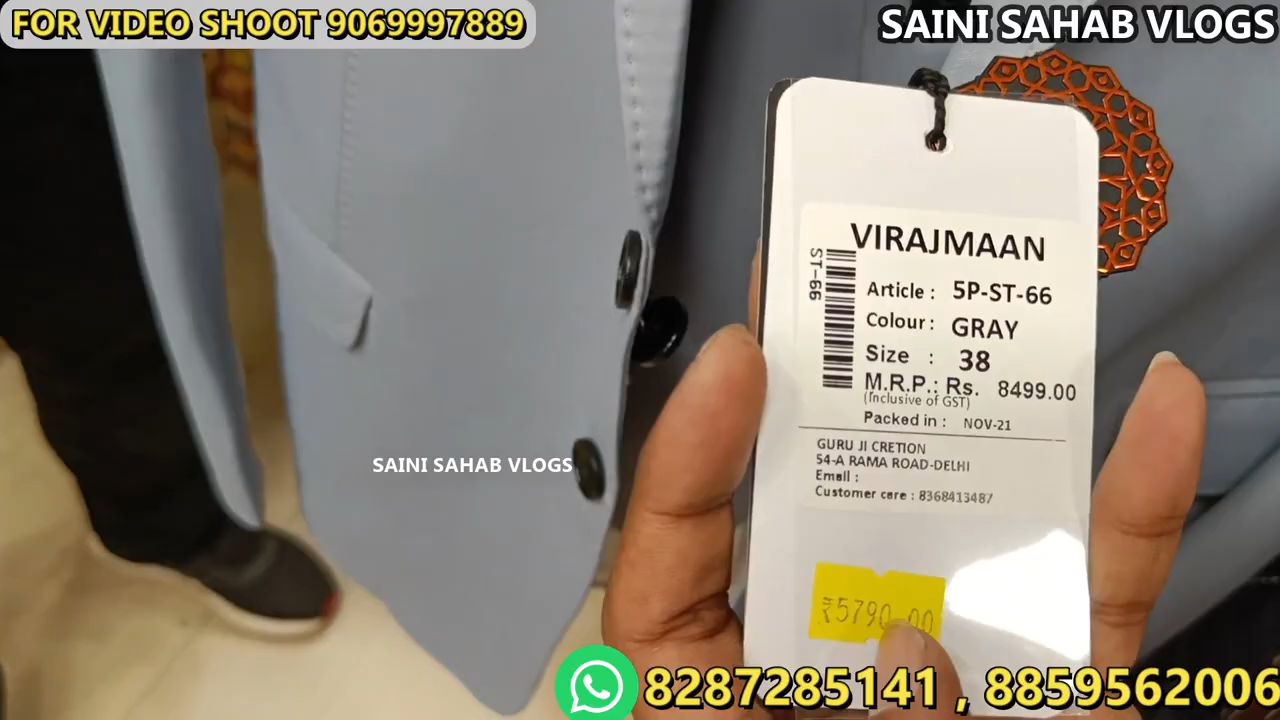 FOR VIDEO SHOOT 9069997889
SAINI SAHAB VLOGS
VIRAJMAAN
ST-66
Article : 5P-ST-66
Colour : GRAY
Size : 38
M.R.P.: Rs. 8499.00
(Inclusive of GST)
Packed in : NOV-21
GURU JI CRETION
54-A RAMA ROAD-DELHI
Email :
Customer care : 8368413487
SAINI SAHAB VLOGS
₹5790.00
8287285141 , 8859562006